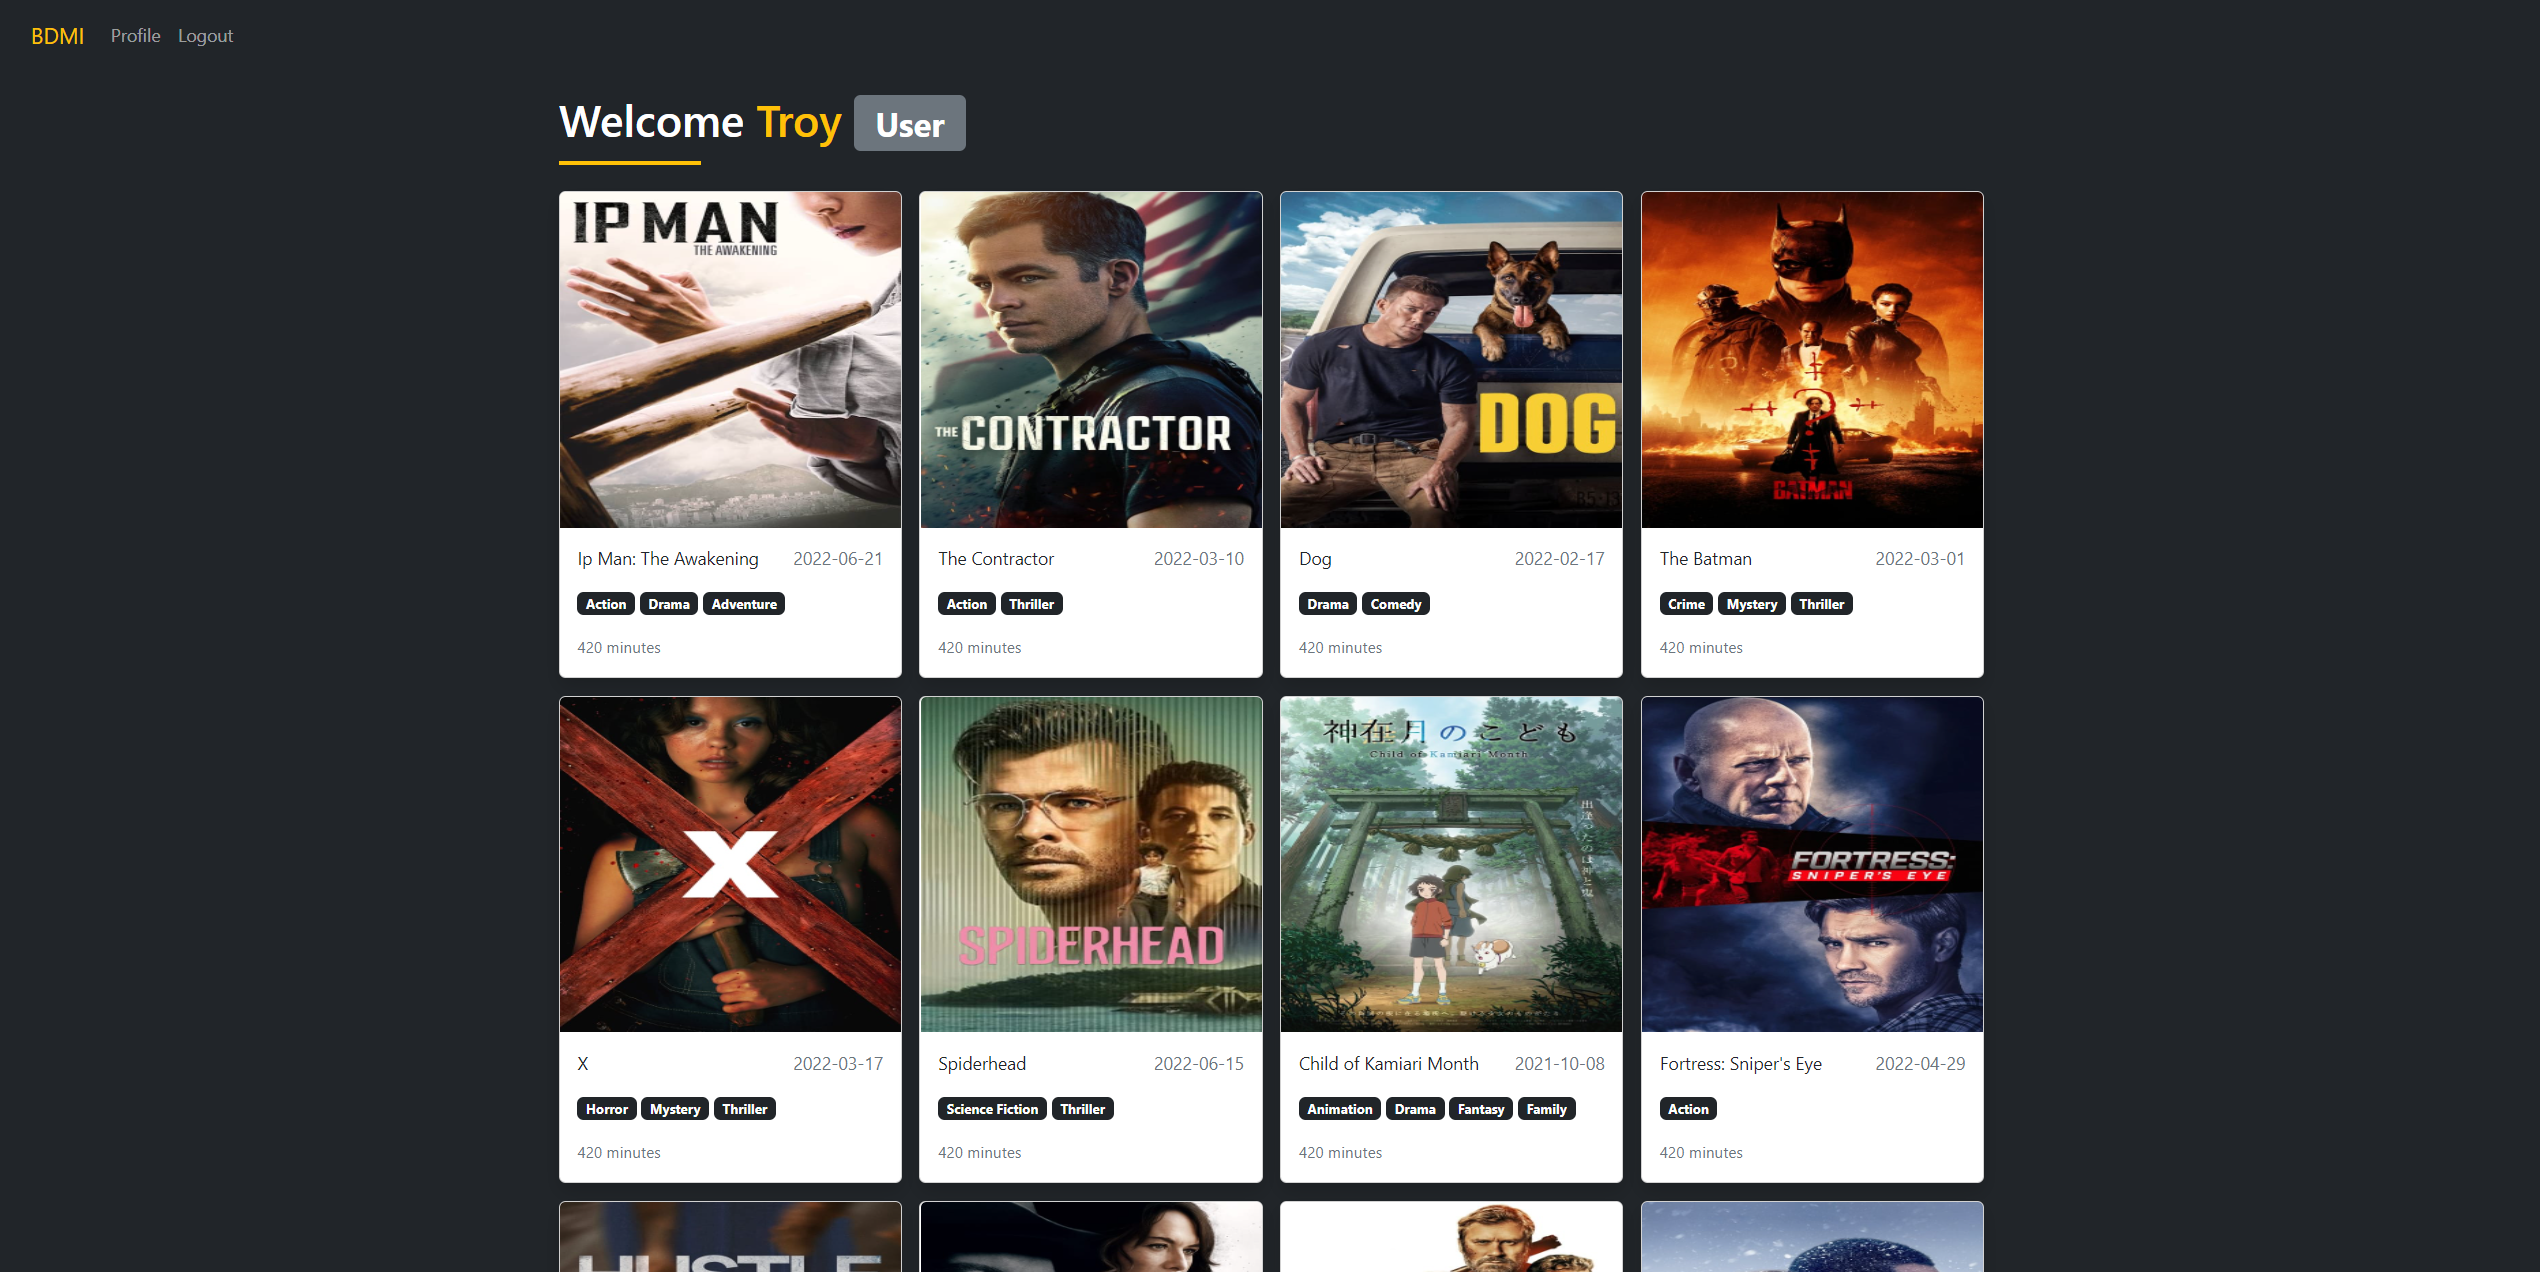 BDMI Profile Logout
Welcome Troy User
IP MAN
THE AWAKENING
THE CONTRACTOR
DOG
BATMAN
Ip Man: The Awakening 2022-06-21
Action Drama Adventure
420 minutes
The Contractor 2022-03-10
Action Thriller
420 minutes
Dog 2022-02-17
Drama Comedy
420 minutes
The Batman 2022-03-01
Crime Mystery Thriller
420 minutes
X
SPIDERHEAD
神在月のこども
Child of Kamiari Month
FORTRESS:
SNIPER'S EYE
X 2022-03-17
Horror Mystery Thriller
420 minutes
Spiderhead 2022-06-15
Science Fiction Thriller
420 minutes
Child of Kamiari Month 2021-10-08
Animation Drama Fantasy Family
420 minutes
Fortress: Sniper's Eye 2022-04-29
Action
420 minutes
HUSTLE